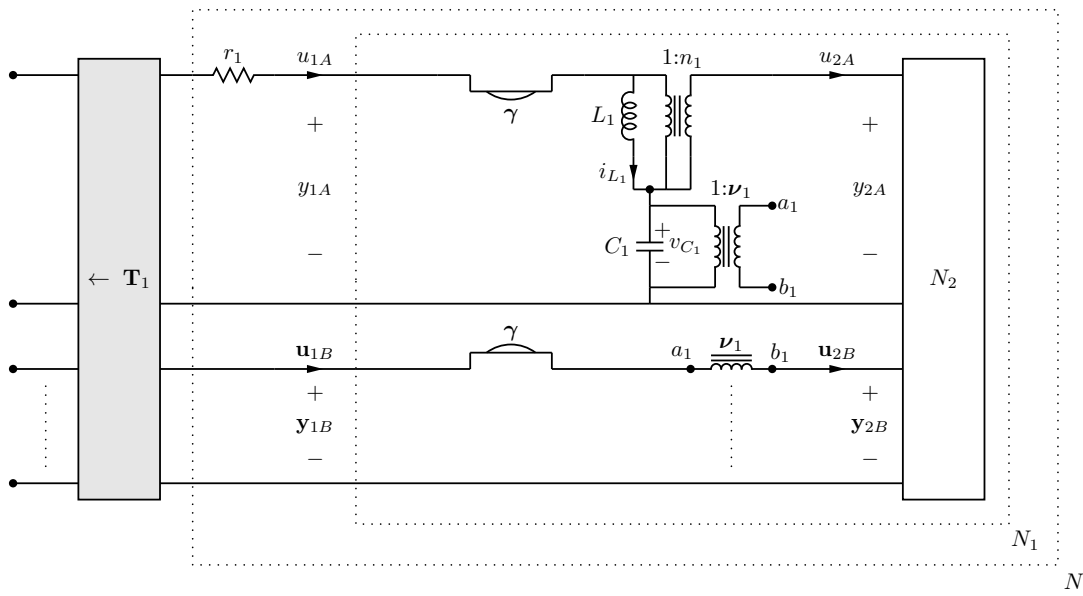 r₁
u₁A
1:n₁
u₂A
+
γ
L₁
+
y₁A
i_L₁
1:ν₁
y₂A
a₁
−
C₁
+
v_C₁
−
−
← T₁
b₁
N₂
γ
u₁B
a₁
ν₁
b₁
u₂B
+
+
y₁B
y₂B
−
−
N₁
N